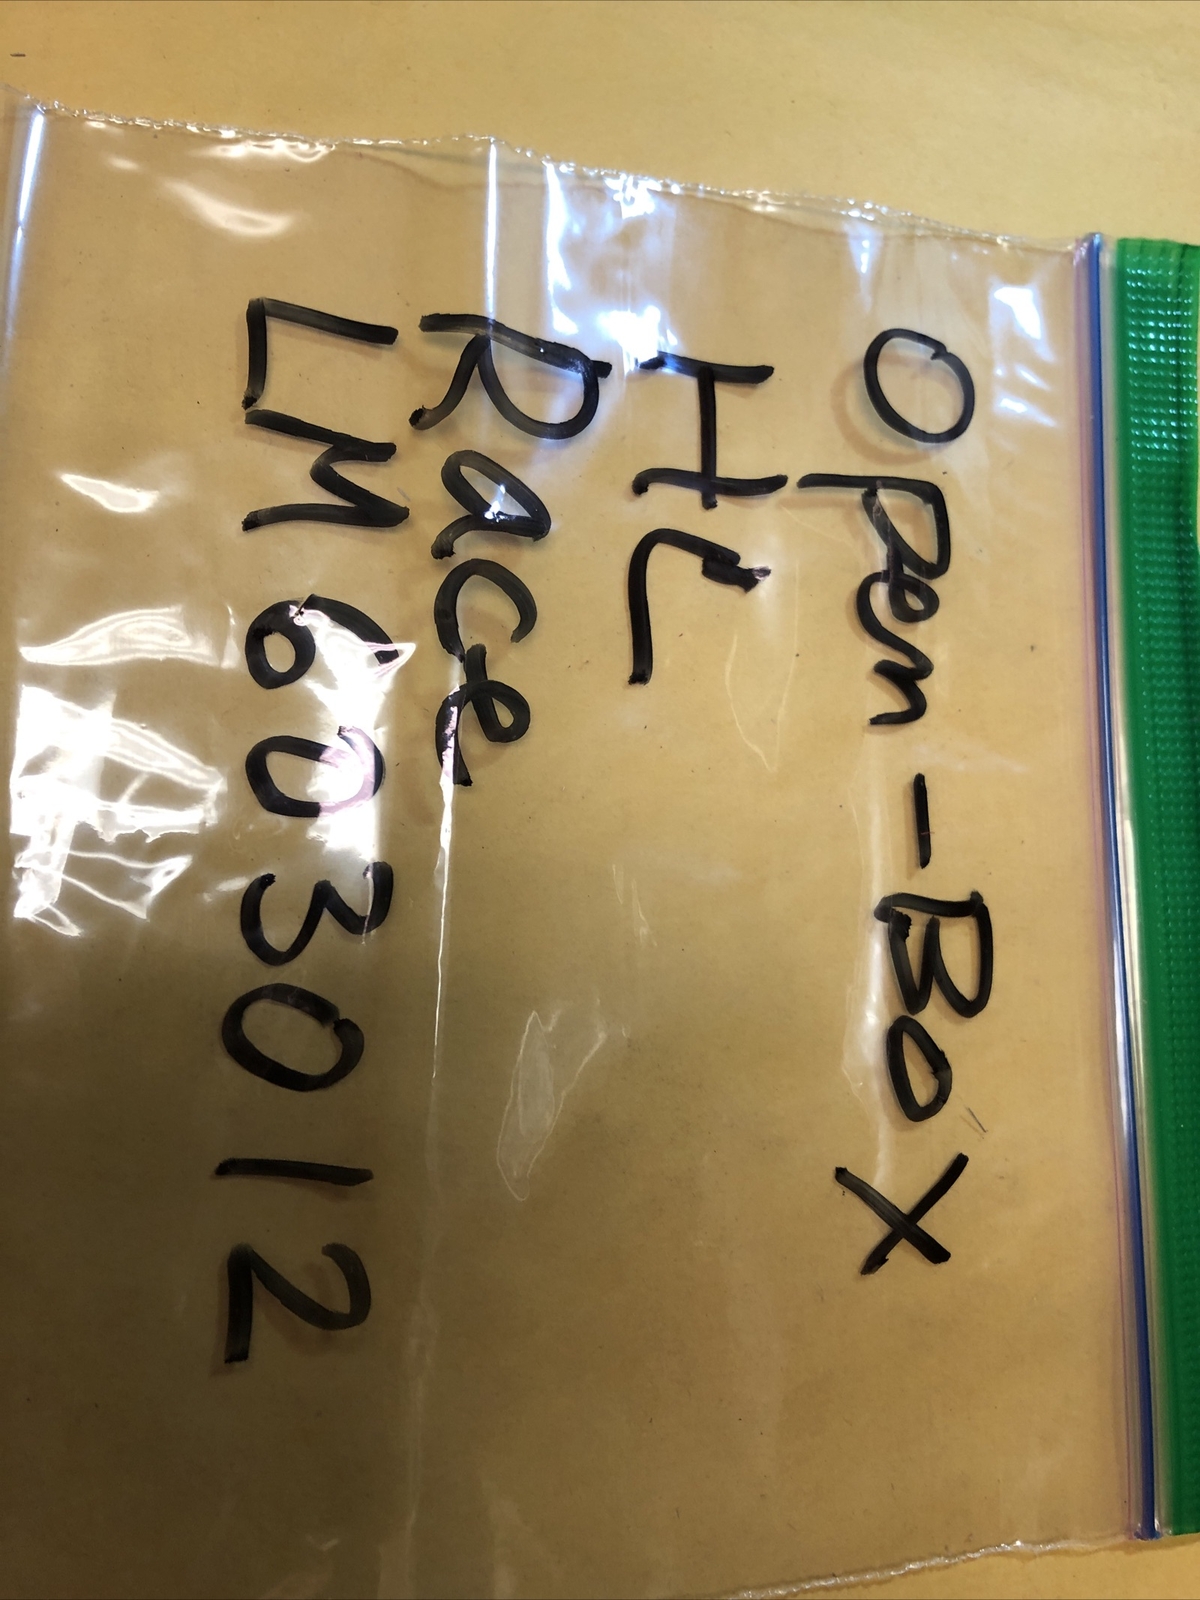 Open-Box
HL
Race
LM603012